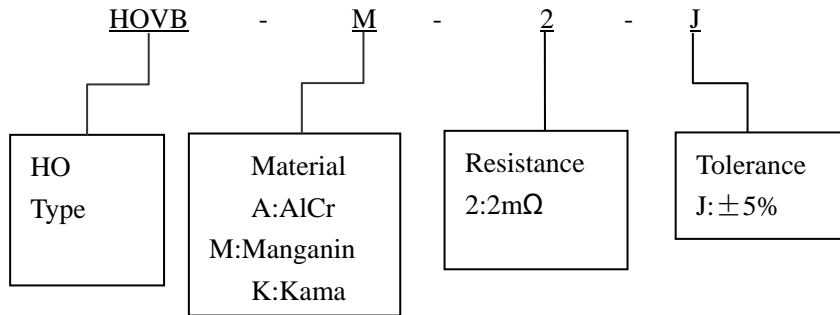 HOVB - M - 2 - J
HO
Type
Material
A:AlCr
M:Manganin
K:Kama
Resistance
2:2mΩ
Tolerance
J:±5%